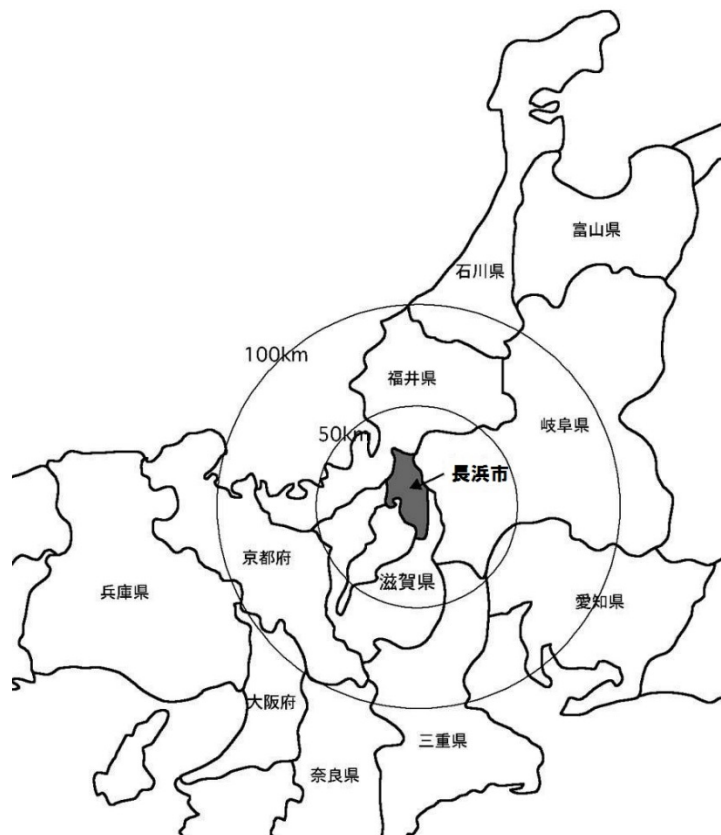 富山県
石川県
100km
福井県
岐阜県
50km
長浜市
京都府
滋賀県
兵庫県
愛知県
大阪府
三重県
奈良県